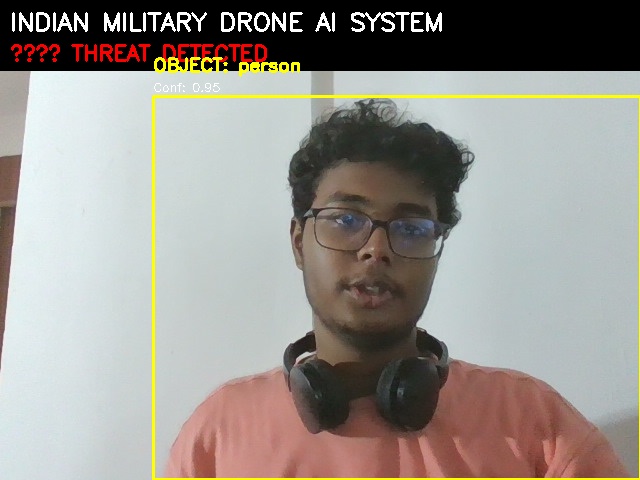 INDIAN MILITARY DRONE AI SYSTEM
???? THREAT DETECTED
OBJECT: person
Conf: 0.95